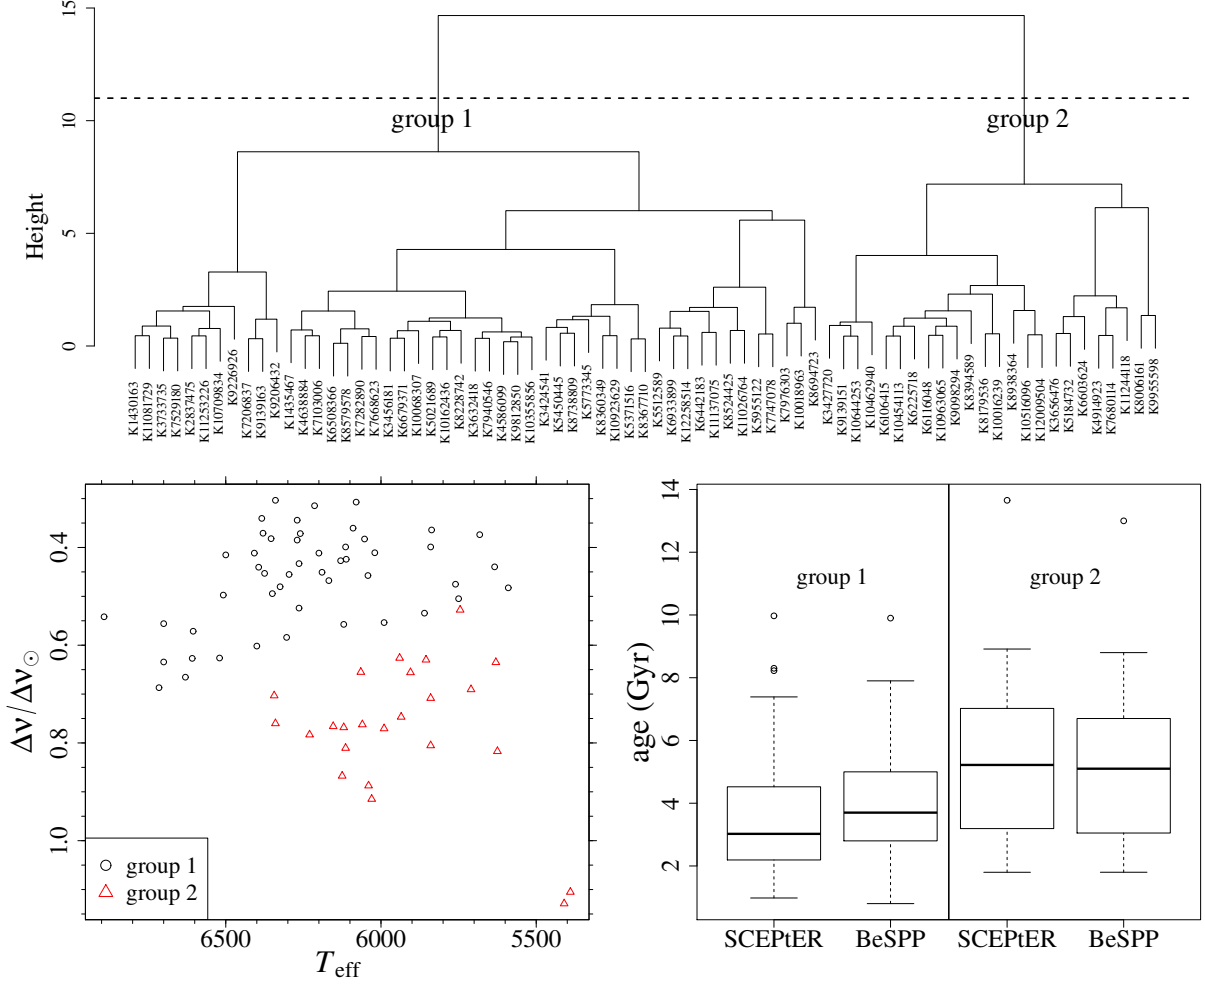 15
10
5
0
Height
group 1
group 2
K1430163
K11081729
K3733735
K7529180
K2837475
K11253226
K10709834
K9226926
K7206837
K9139163
K9206432
K1435467
K4638884
K7103006
K6508366
K8579578
K7282890
K7668623
K3456181
K6679371
K10068307
K5021689
K10162436
K8228742
K3632418
K7940546
K4586099
K9812850
K10355856
K3424541
K5450445
K8738809
K5773345
K8360349
K10923629
K5371516
K8367710
K5512589
K6933899
K12258514
K6442183
K11137075
K8524425
K11026764
K5955122
K7747078
K7976303
K10018963
K8694723
K3427720
K9139151
K10644253
K110462940
K6106415
K10454113
K6225718
K6116048
K10963065
K9098294
K8394589
K8179536
K10016239
K8938364
K10516096
K12009504
K3656476
K5184732
K6603624
K4914923
K7680114
K11244118
K8006161
K9955598
0.4
0.6
0.8
1.0
Δν/Δν⊙
group 1
group 2
6500
6000
5500
Teff
14
12
10
8
6
4
2
age (Gyr)
group 1
group 2
SCEPtER
BeSPP
SCEPtER
BeSPP